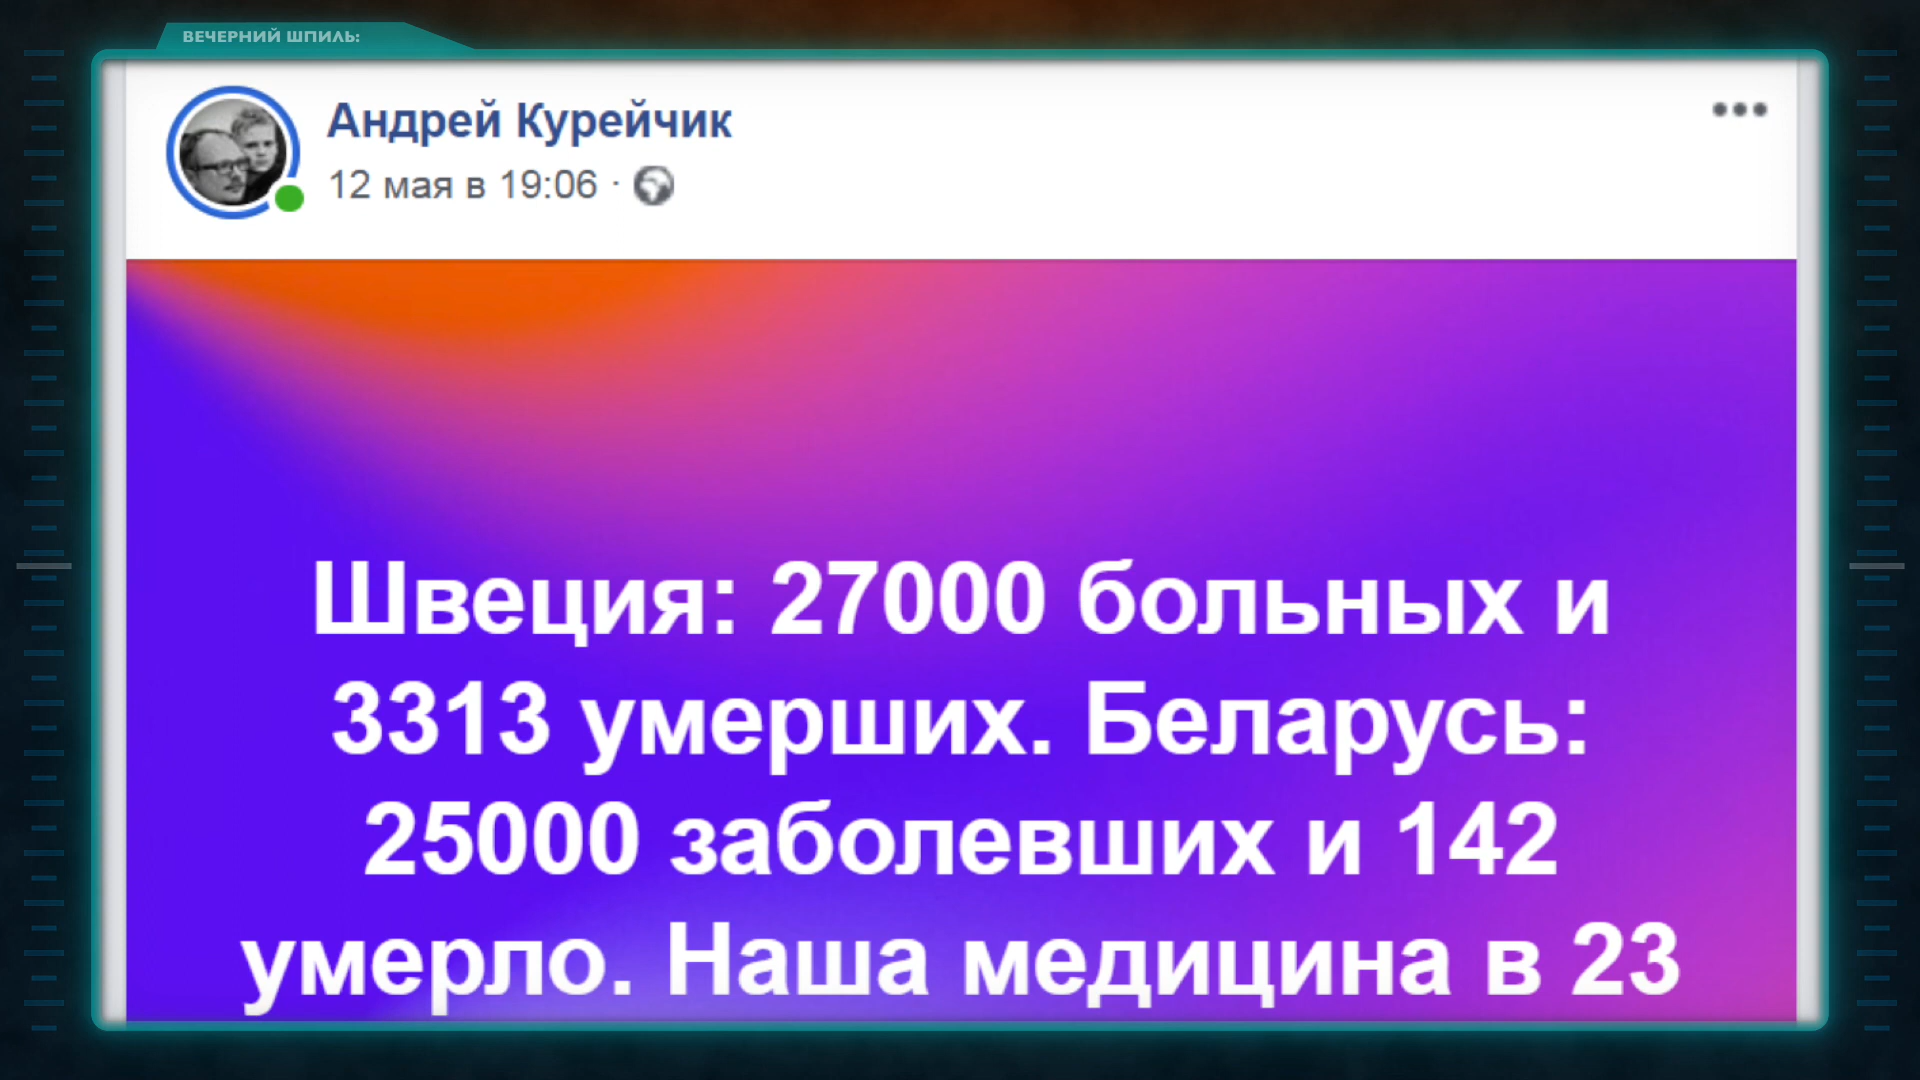 ВЕЧЕРНИЙ ШПИЛЬ:
Андрей Курейчик
12 мая в 19:06 ·
Швеция: 27000 больных и
3313 умерших. Беларусь:
25000 заболевших и 142
умерло. Наша медицина в 23